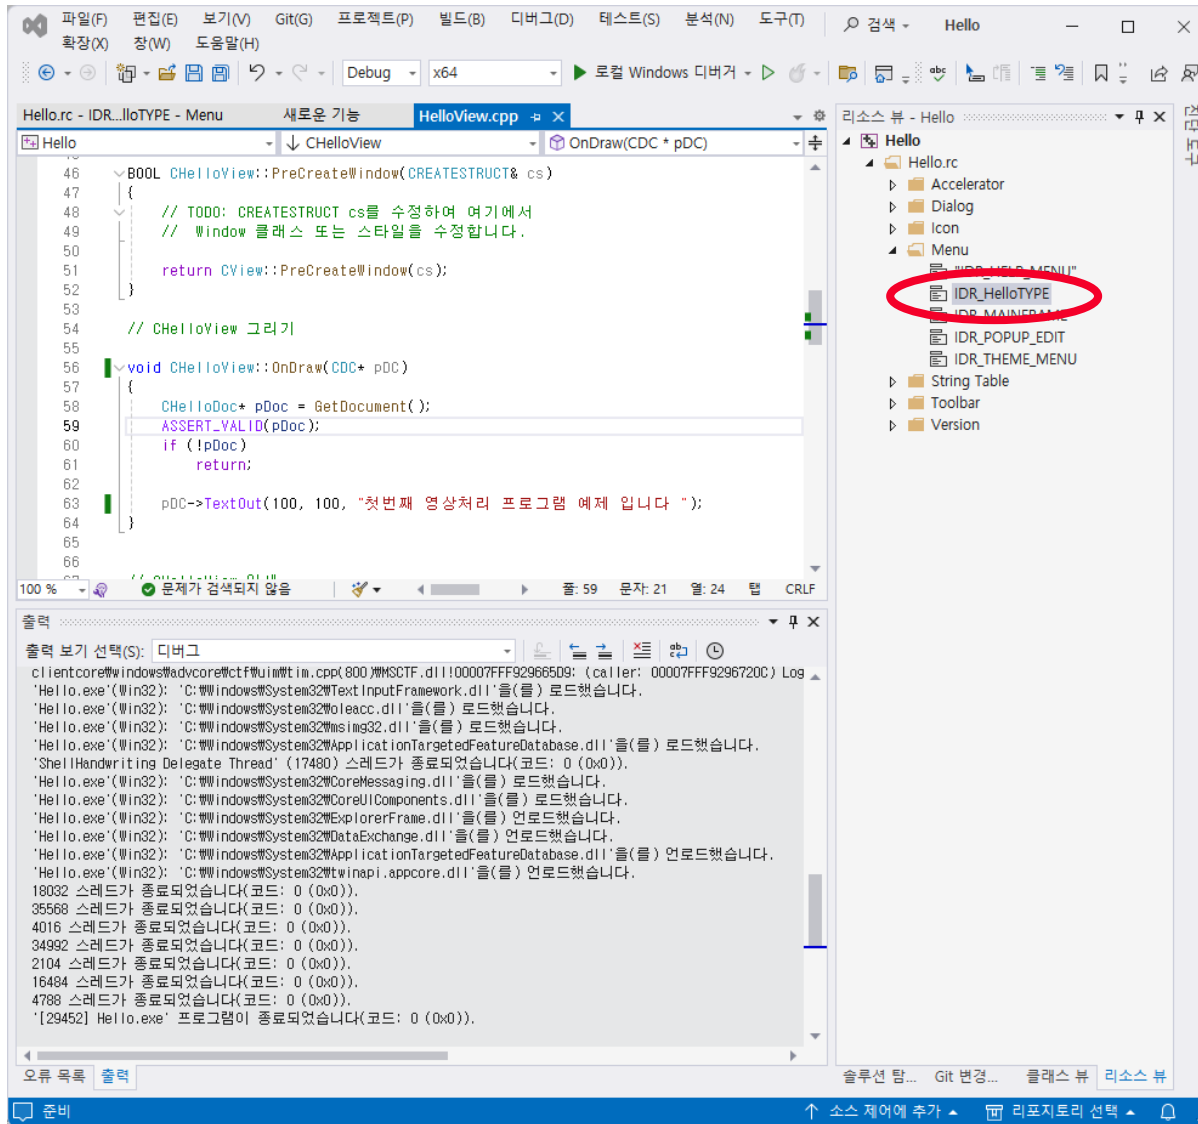 파일(F) 편집(E) 보기(V) Git(G) 프로젝트(P) 빌드(B) 디버그(D) 테스트(S) 분석(N) 도구(T) 검색 Hello
확장(X) 창(W) 도움말(H)
Debug x64 로컬 Windows 디버거
Hello.rc - IDR...lloTYPE - Menu 새로운 기능 HelloView.cpp
Hello CHelloView OnDraw(CDC * pDC)
46 BOOL CHelloView::PreCreateWindow(CREATESTRUCT& cs)
47 {
48 // TODO: CREATESTRUCT cs를 수정하여 여기에서
49 // Window 클래스 또는 스타일을 수정합니다.
50
51 return CView::PreCreateWindow(cs);
52 }
53
54 // CHelloView 그리기
55
56 void CHelloView::OnDraw(CDC* pDC)
57 {
58 CHelloDoc* pDoc = GetDocument();
59 ASSERT_VALID(pDoc);
60 if (!pDoc)
61 return;
62
63 pDC->TextOut(100, 100, "첫번째 영상처리 프로그램 예제 입니다 ");
64 }
65
66
100 % 문제가 검색되지 않음 줄: 59 문자: 21 열: 24 탭 CRLF
출력
출력 보기 선택(S): 디버그
clientcore₩windows₩advcore₩ctf₩uim₩tim.cpp(800)₩MSCTF.dll!00007FFF929665D9: (caller: 00007FFF9296720C) Log
'Hello.exe'(Win32): 'C:₩Windows₩System32₩TextInputFramework.dll'을(를) 로드했습니다.
'Hello.exe'(Win32): 'C:₩Windows₩System32₩oleacc.dll'을(를) 로드했습니다.
'Hello.exe'(Win32): 'C:₩Windows₩System32₩msimg32.dll'을(를) 로드했습니다.
'Hello.exe'(Win32): 'C:₩Windows₩System32₩ApplicationTargetedFeatureDatabase.dll'을(를) 로드했습니다.
'ShellHandwriting Delegate Thread' (17480) 스레드가 종료되었습니다(코드: 0 (0x0)).
'Hello.exe'(Win32): 'C:₩Windows₩System32₩CoreMessaging.dll'을(를) 로드했습니다.
'Hello.exe'(Win32): 'C:₩Windows₩System32₩CoreUIComponents.dll'을(를) 로드했습니다.
'Hello.exe'(Win32): 'C:₩Windows₩System32₩ExplorerFrame.dll'을(를) 언로드했습니다.
'Hello.exe'(Win32): 'C:₩Windows₩System32₩DataExchange.dll'을(를) 언로드했습니다.
'Hello.exe'(Win32): 'C:₩Windows₩System32₩ApplicationTargetedFeatureDatabase.dll'을(를) 언로드했습니다.
'Hello.exe'(Win32): 'C:₩Windows₩System32₩twinapi.appcore.dll'을(를) 언로드했습니다.
18032 스레드가 종료되었습니다(코드: 0 (0x0)).
35568 스레드가 종료되었습니다(코드: 0 (0x0)).
4016 스레드가 종료되었습니다(코드: 0 (0x0)).
34992 스레드가 종료되었습니다(코드: 0 (0x0)).
2104 스레드가 종료되었습니다(코드: 0 (0x0)).
16484 스레드가 종료되었습니다(코드: 0 (0x0)).
4788 스레드가 종료되었습니다(코드: 0 (0x0)).
'[29452] Hello.exe' 프로그램이 종료되었습니다(코드: 0 (0x0)).
오류 목록 출력
리소스 뷰 - Hello
Hello
Hello.rc
Accelerator
Dialog
Icon
Menu
"IDR_HELP_MENU"
IDR_HelloTYPE
IDR_MAINFRAME
IDR_POPUP_EDIT
IDR_THEME_MENU
String Table
Toolbar
Version
솔루션 탐... Git 변경... 클래스 뷰 리소스 뷰
준비 소스 제어에 추가 리포지토리 선택